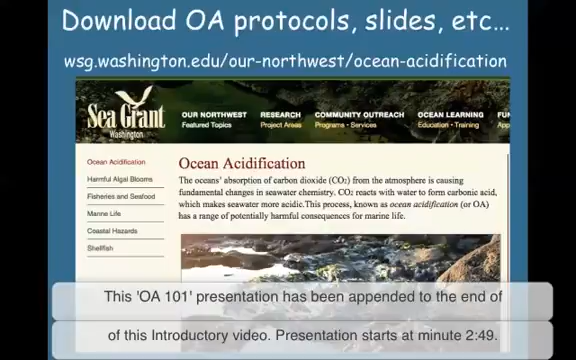 Download OA protocols, slides, etc...
wsg.washington.edu/our-northwest/ocean-acidification
Sea Grant
Washington
OUR NORTHWEST RESEARCH COMMUNITY OUTREACH OCEAN LEARNING FUN
Featured Topics Project Areas Programs • Services Education • Training App
Ocean Acidification
Harmful Algal Blooms
Fisheries and Seafood
Marine Life
Coastal Hazards
Shellfish
Ocean Acidification
The oceans' absorption of carbon dioxide (CO₂) from the atmosphere is causing
fundamental changes in seawater chemistry. CO₂ reacts with water to form carbonic acid,
which makes seawater more acidic.This process, known as ocean acidification (or OA)
has a range of potentially harmful consequences for marine life.
This 'OA 101' presentation has been appended to the end of
of this Introductory video. Presentation starts at minute 2:49.